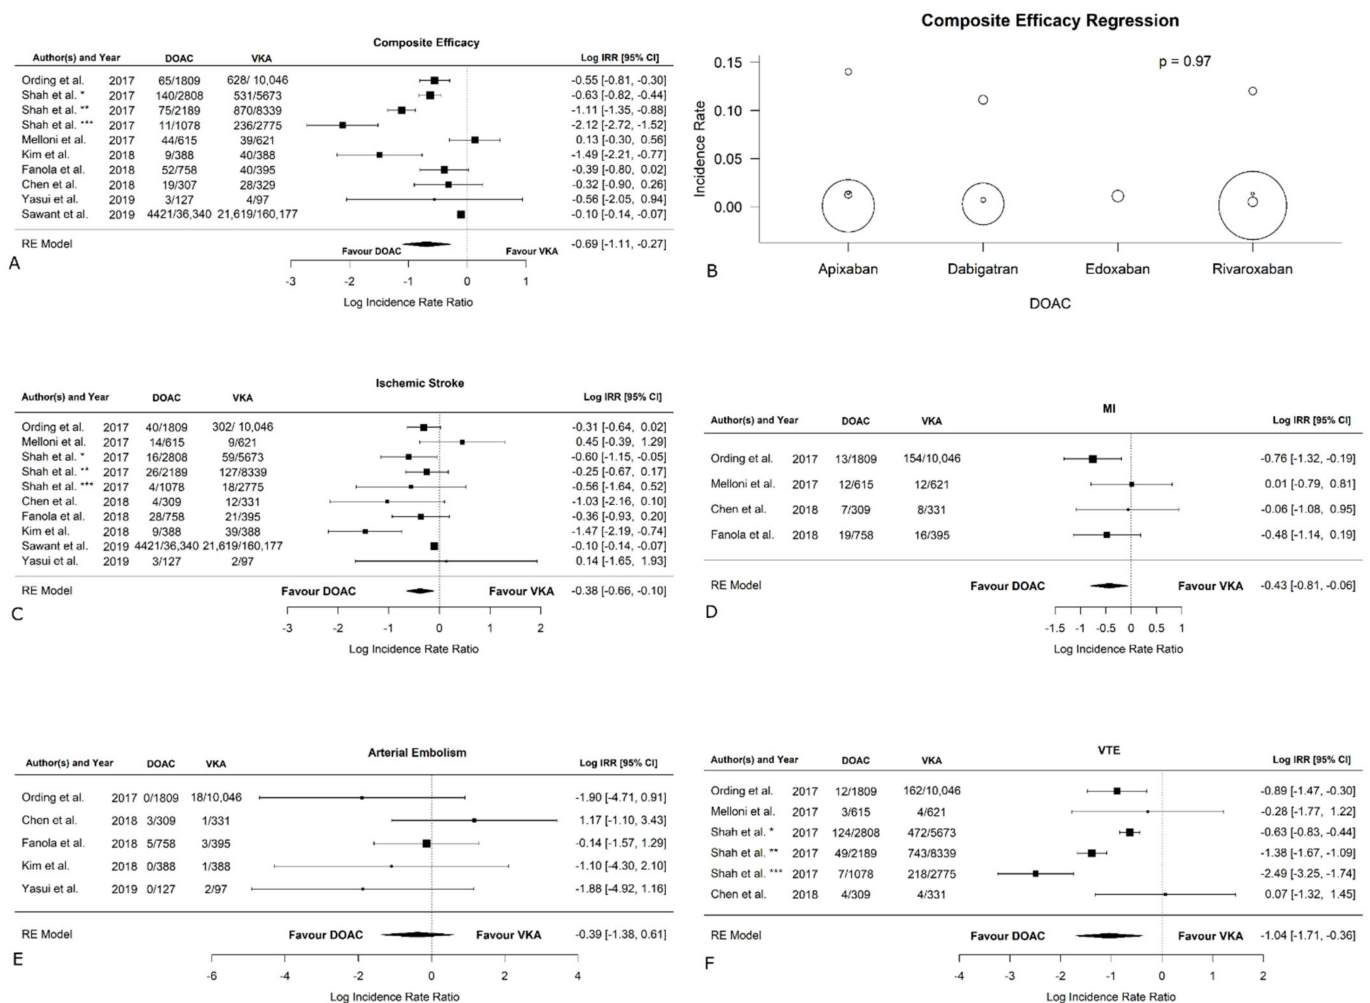 Composite Efficacy
Author(s) and Year DOAC VKA Log IRR [95% CI]
Ording et al. 2017 65/1809 628/ 10,046 -0.55 [-0.81, -0.30]
Shah et al. * 2017 140/2808 531/5673 -0.63 [-0.82, -0.44]
Shah et al. ** 2017 75/2189 870/8339 -1.11 [-1.35, -0.88]
Shah et al. *** 2017 11/1078 236/2775 -2.12 [-2.72, -1.52]
Melloni et al. 2017 44/615 39/621 0.13 [-0.30, 0.56]
Kim et al. 2018 9/388 40/388 -1.49 [-2.21, -0.77]
Fanola et al. 2018 52/758 40/395 -0.39 [-0.80, 0.02]
Chen et al. 2018 19/307 28/329 -0.32 [-0.90, 0.26]
Yasui et al. 2019 3/127 4/97 -0.56 [-2.05, 0.94]
Sawant et al. 2019 4421/36,340 21,619/160,177 -0.10 [-0.14, -0.07]
RE Model -0.69 [-1.11, -0.27]
Favour DOAC Favour VKA
A
-3 -2 -1 0 1
Log Incidence Rate Ratio
Composite Efficacy Regression
p = 0.97
0.15
0.10
0.05
0.00
Incidence Rate
Apixaban Dabigatran Edoxaban Rivaroxaban
B
DOAC
Ischemic Stroke
Author(s) and Year DOAC VKA Log IRR [95% CI]
Ording et al. 2017 40/1809 302/ 10,046 -0.31 [-0.64, 0.02]
Melloni et al. 2017 14/615 9/621 0.45 [-0.39, 1.29]
Shah et al. * 2017 16/2808 59/5673 -0.60 [-1.15, -0.05]
Shah et al. ** 2017 26/2189 127/8339 -0.25 [-0.67, 0.17]
Shah et al. *** 2017 4/1078 18/2775 -0.56 [-1.64, 0.52]
Chen et al. 2018 4/309 12/331 -1.03 [-2.16, 0.10]
Fanola et al. 2018 28/758 21/395 -0.36 [-0.93, 0.20]
Kim et al. 2018 9/388 39/388 -1.47 [-2.19, -0.74]
Sawant et al. 2019 4421/36,340 21,619/160,177 -0.10 [-0.14, -0.07]
Yasui et al. 2019 3/127 2/97 0.14 [-1.65, 1.93]
RE Model Favour DOAC Favour VKA -0.38 [-0.66, -0.10]
C
-3 -2 -1 0 1 2
Log Incidence Rate Ratio
MI
Author(s) and Year DOAC VKA Log IRR [95% CI]
Ording et al. 2017 13/1809 154/10,046 -0.76 [-1.32, -0.19]
Melloni et al. 2017 12/615 12/621 0.01 [-0.79, 0.81]
Chen et al. 2018 7/309 8/331 -0.06 [-1.08, 0.95]
Fanola et al. 2018 19/758 16/395 -0.48 [-1.14, 0.19]
RE Model Favour DOAC Favour VKA -0.43 [-0.81, -0.06]
D
-1.5 -1 -0.5 0 0.5 1
Log Incidence Rate Ratio
Arterial Embolism
Author(s) and Year DOAC VKA Log IRR [95% CI]
Ording et al. 2017 0/1809 18/10,046 -1.90 [-4.71, 0.91]
Chen et al. 2018 3/309 1/331 1.17 [-1.10, 3.43]
Fanola et al. 2018 5/758 3/395 -0.14 [-1.57, 1.29]
Kim et al. 2018 0/388 1/388 -1.10 [-4.30, 2.10]
Yasui et al. 2019 0/127 2/97 -1.88 [-4.92, 1.16]
RE Model Favour DOAC Favour VKA -0.39 [-1.38, 0.61]
E
-6 -4 -2 0 2 4
Log Incidence Rate Ratio
VTE
Author(s) and Year DOAC VKA Log IRR [95% CI]
Ording et al. 2017 12/1809 162/10,046 -0.89 [-1.47, -0.30]
Melloni et al. 2017 3/615 4/621 -0.28 [-1.77, 1.22]
Shah et al. * 2017 124/2808 472/5673 -0.63 [-0.83, -0.44]
Shah et al. ** 2017 49/2189 743/8339 -1.38 [-1.67, -1.09]
Shah et al. *** 2017 7/1078 218/2775 -2.49 [-3.25, -1.74]
Chen et al. 2018 4/309 4/331 0.07 [-1.32, 1.45]
RE Model Favour DOAC Favour VKA -1.04 [-1.71, -0.36]
F
-4 -3 -2 -1 0 1 2
Log Incidence Rate Ratio